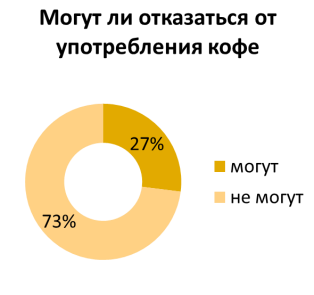 Могут ли отказаться от
употребления кофе
27%
могут
не могут
73%